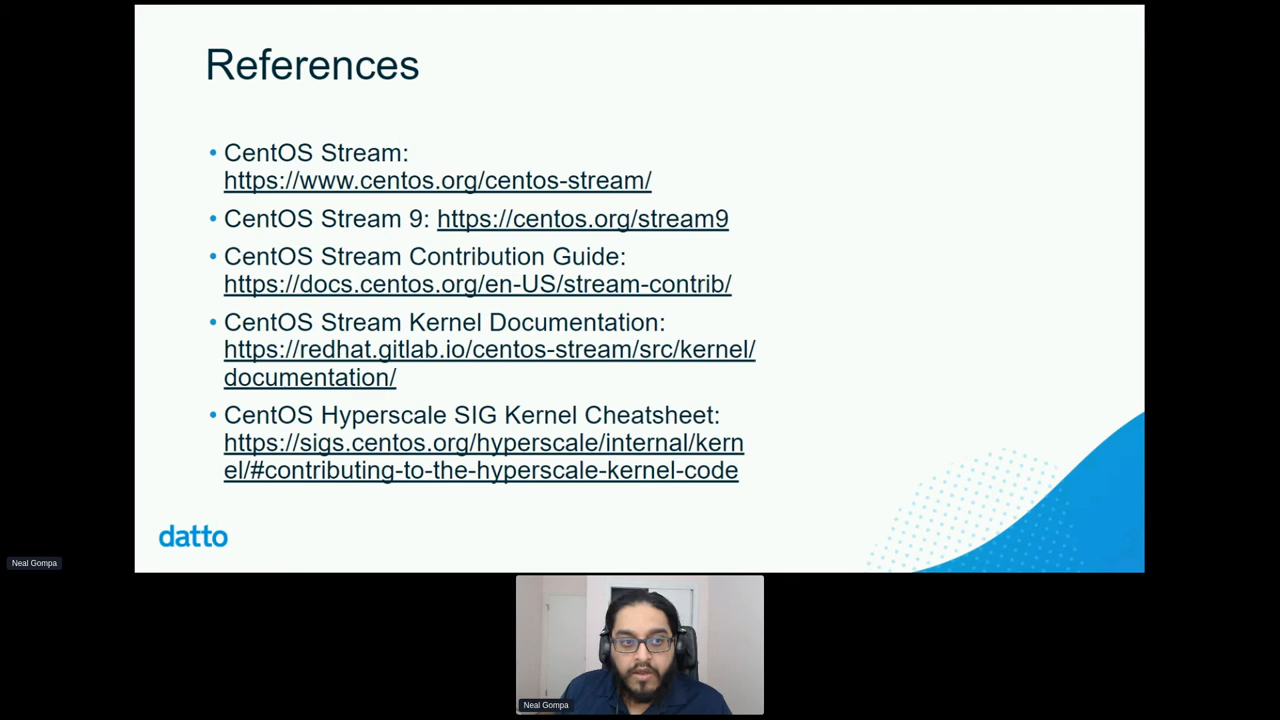 References
• CentOS Stream:
https://www.centos.org/centos-stream/
• CentOS Stream 9: https://centos.org/stream9
• CentOS Stream Contribution Guide:
https://docs.centos.org/en-US/stream-contrib/
• CentOS Stream Kernel Documentation:
https://redhat.gitlab.io/centos-stream/src/kernel/
documentation/
• CentOS Hyperscale SIG Kernel Cheatsheet:
https://sigs.centos.org/hyperscale/internal/kern
el/#contributing-to-the-hyperscale-kernel-code
datto
Neal Gompa
Neal Gompa